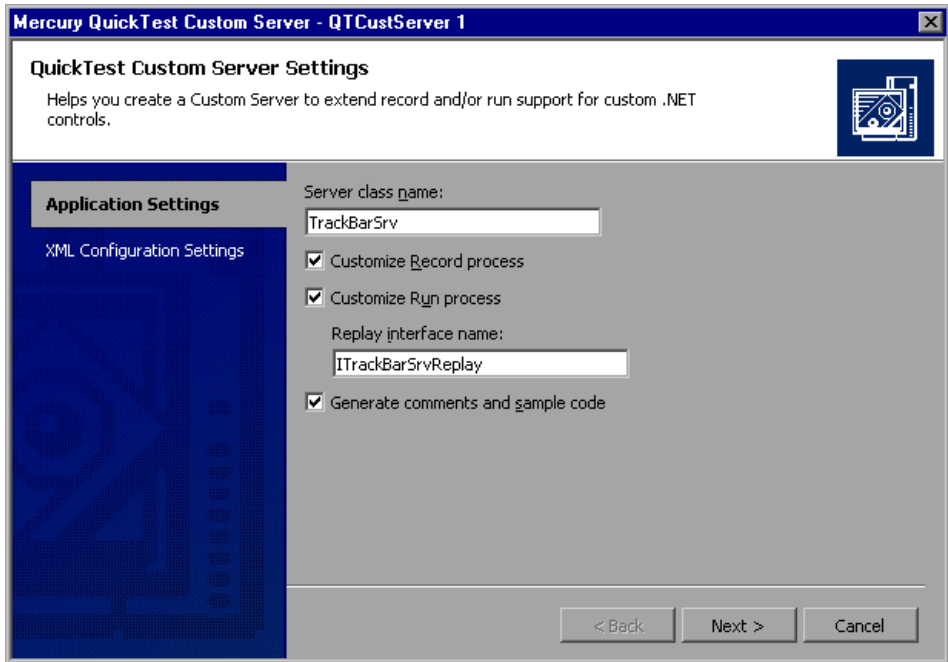 Mercury QuickTest Custom Server - QTCustServer 1
QuickTest Custom Server Settings
Helps you create a Custom Server to extend record and/or run support for custom .NET
controls.
Application Settings
XML Configuration Settings
Server class name:
TrackBarSrv
Customize Record process
Customize Run process
Replay interface name:
ITrackBarSrvReplay
Generate comments and sample code
< Back
Next >
Cancel